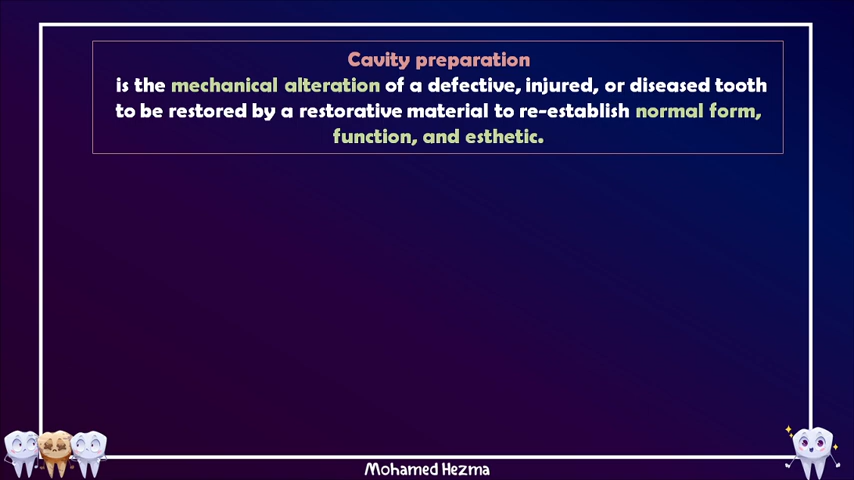 Cavity preparation
is the mechanical alteration of a defective, injured, or diseased tooth
to be restored by a restorative material to re-establish normal form,
function, and esthetic.
Mohamed Hezma